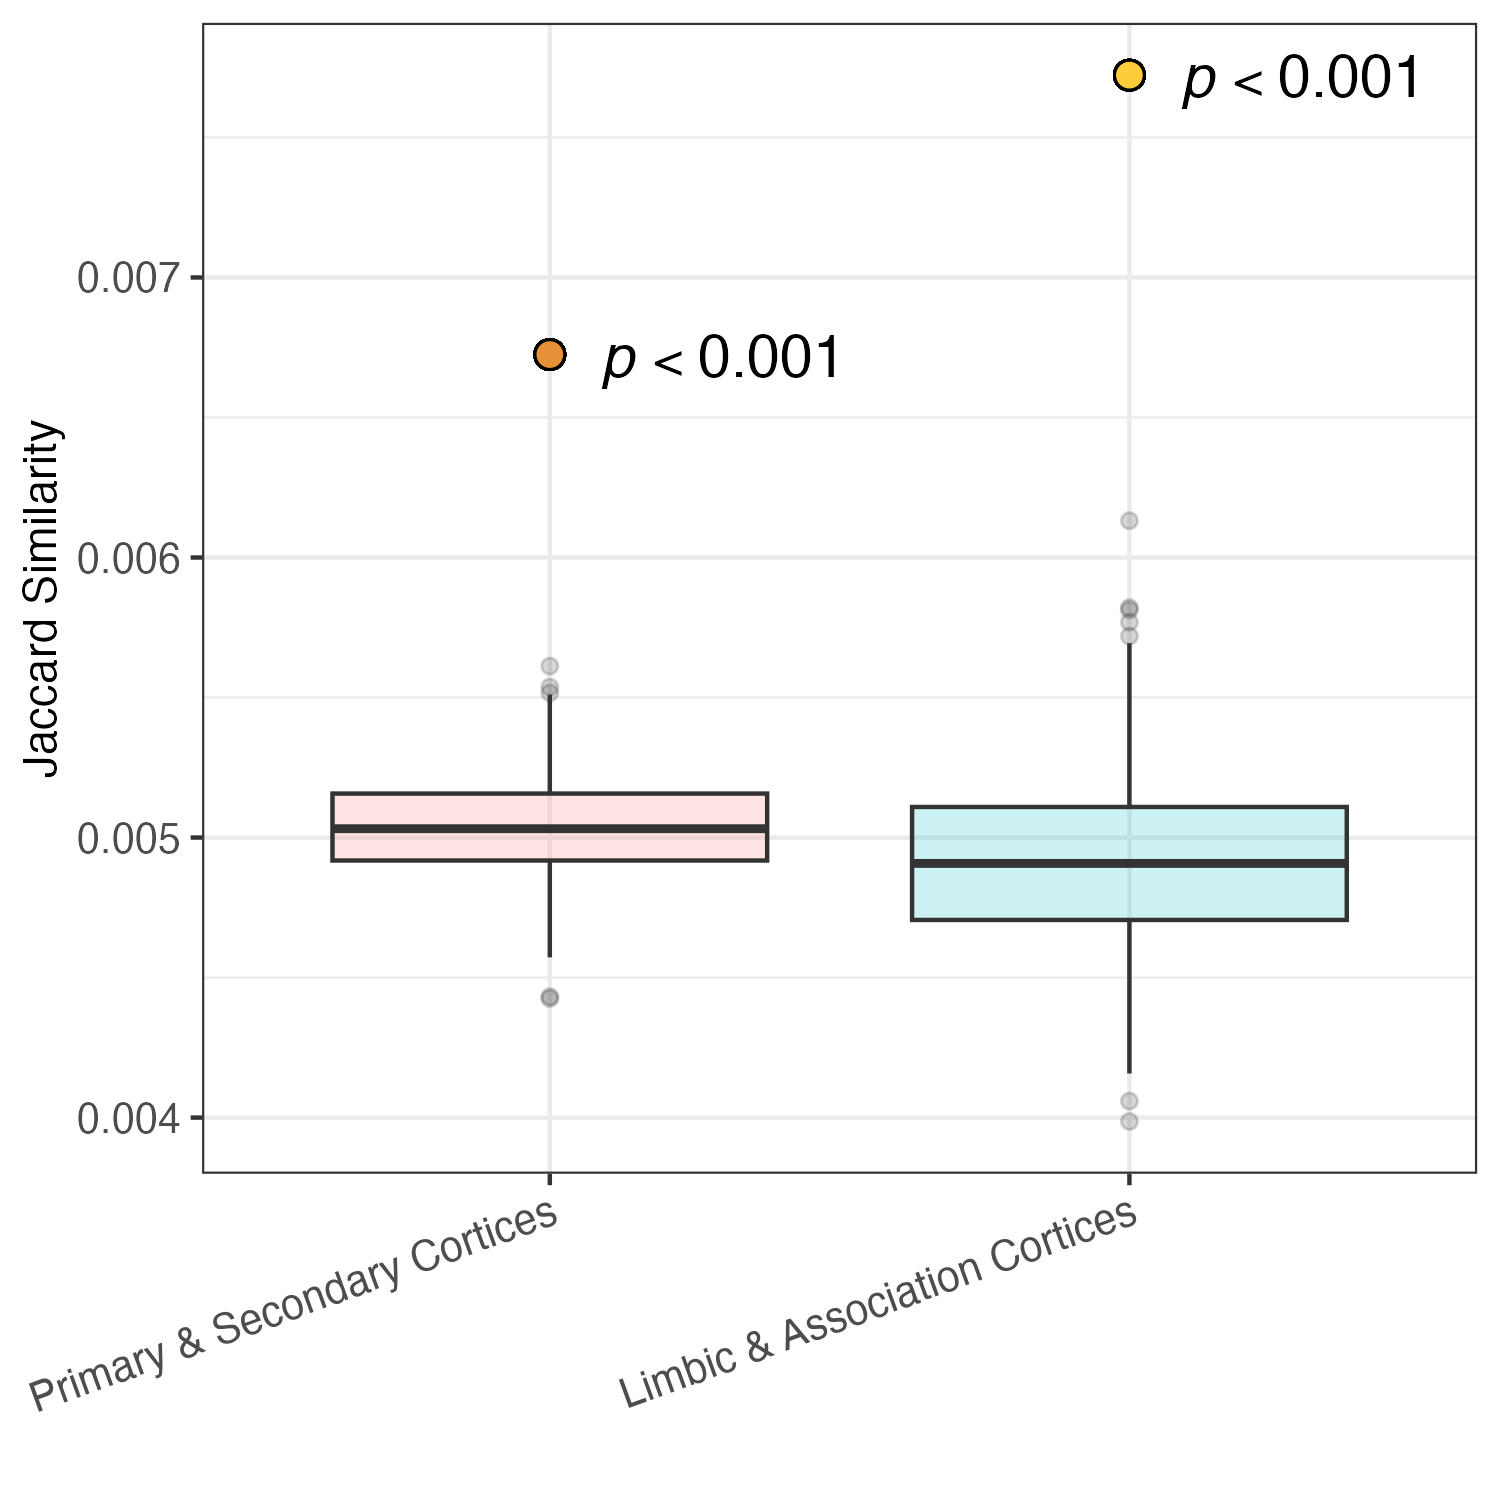 p < 0.001
0.007
p < 0.001
Jaccard Similarity
0.006
0.005
0.004
Primary & Secondary Cortices
Limbic & Association Cortices